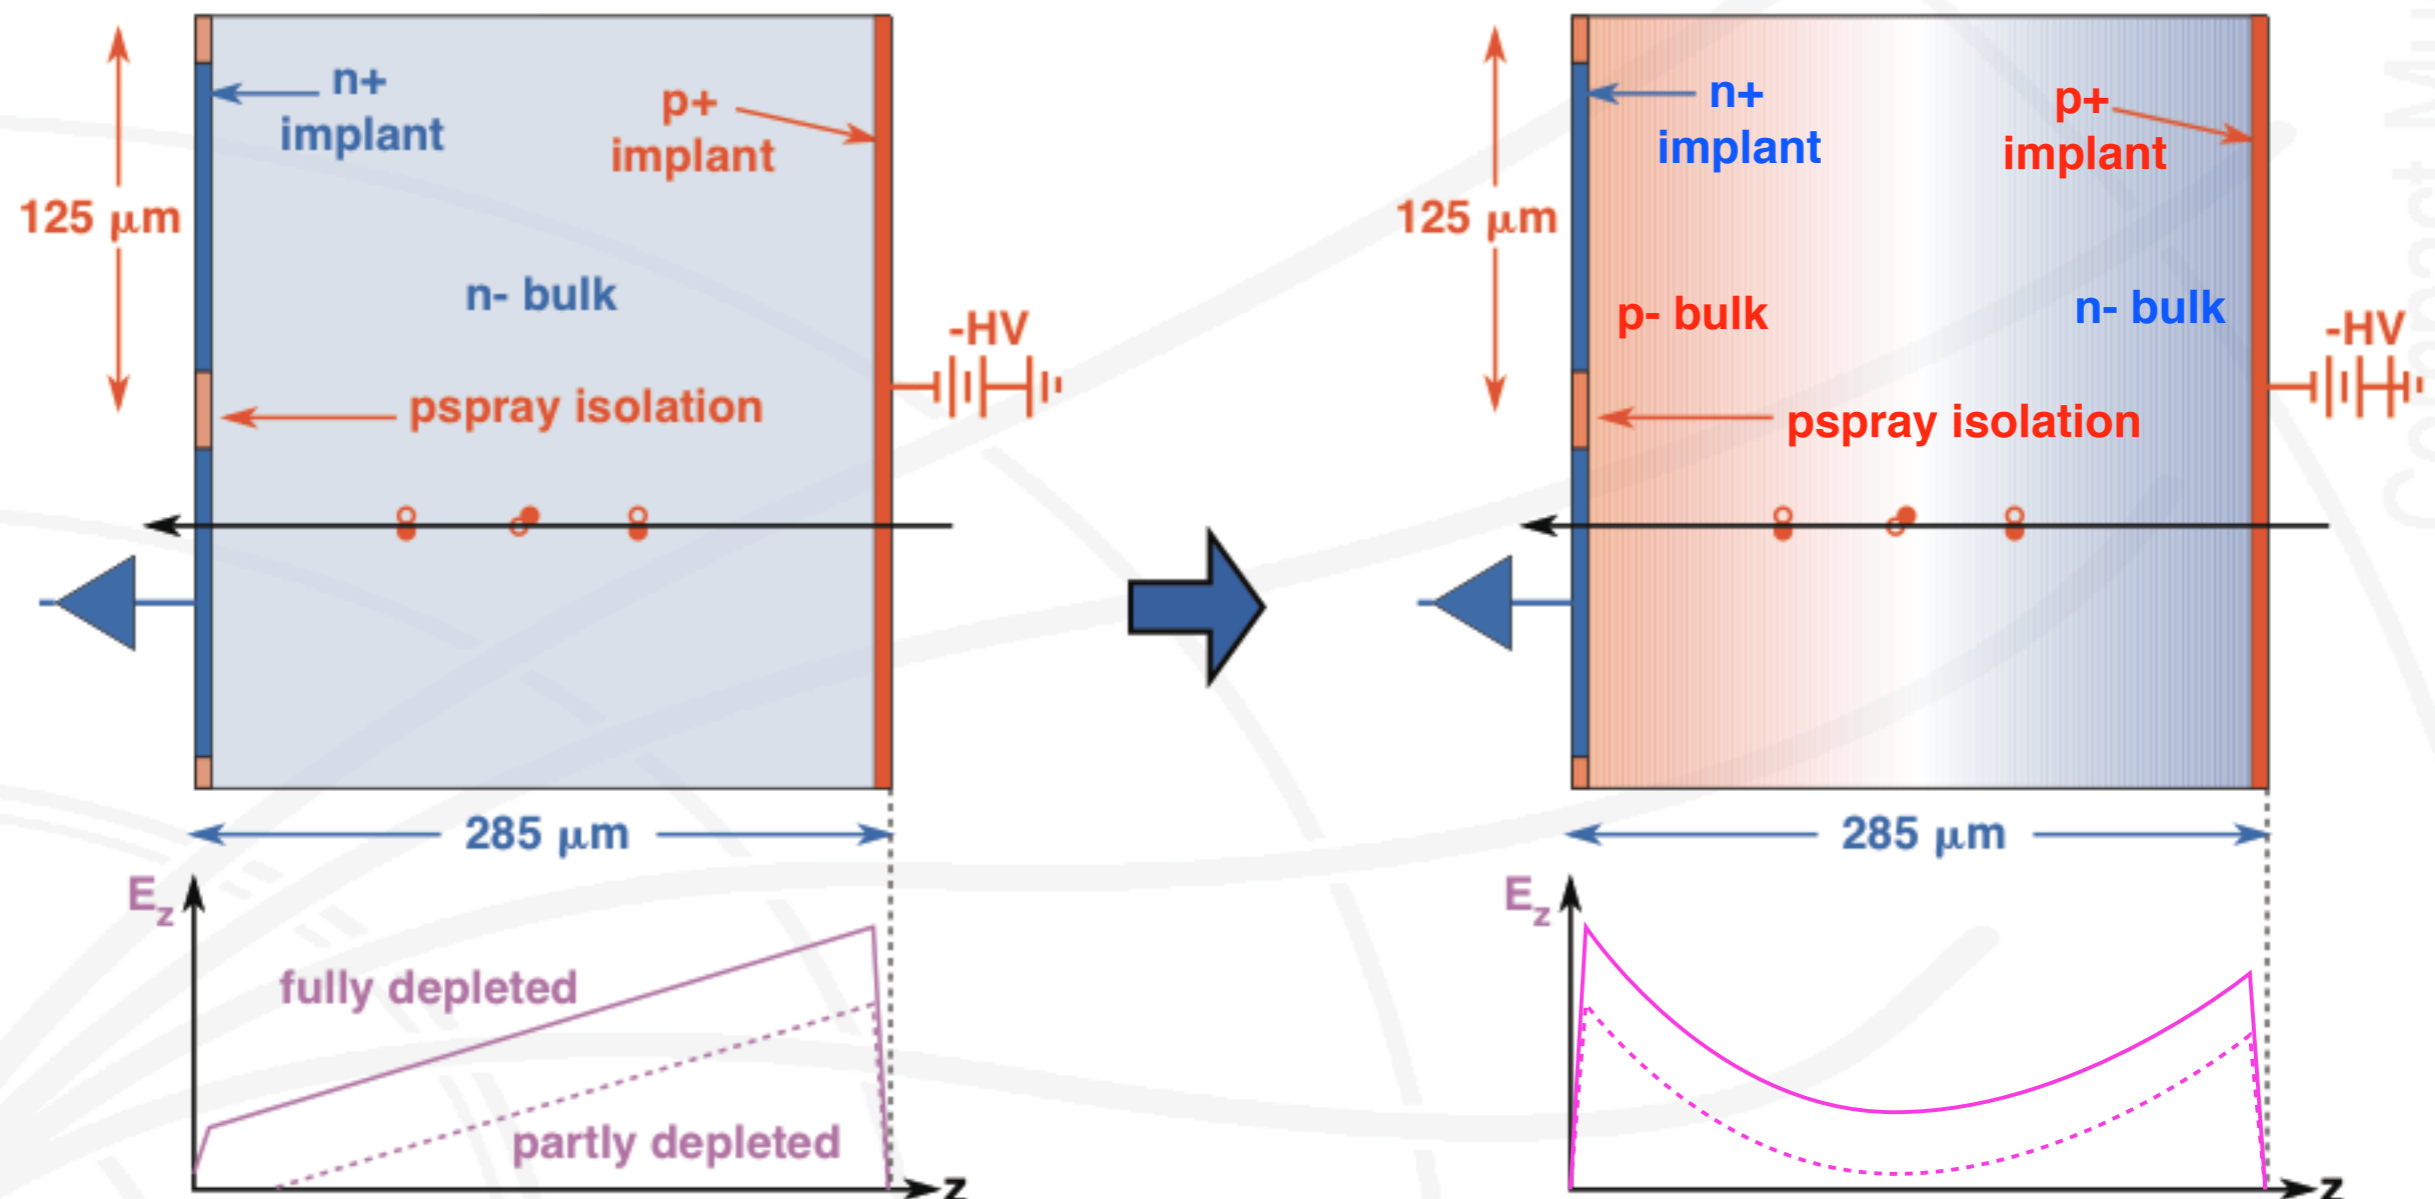 n+
implant
p+
implant
125 μm
n- bulk
-HV
pspray isolation
285 μm
Ez
fully depleted
partly depleted
z
n+
implant
p+
implant
125 μm
p- bulk
n- bulk
-HV
pspray isolation
285 μm
Ez
z